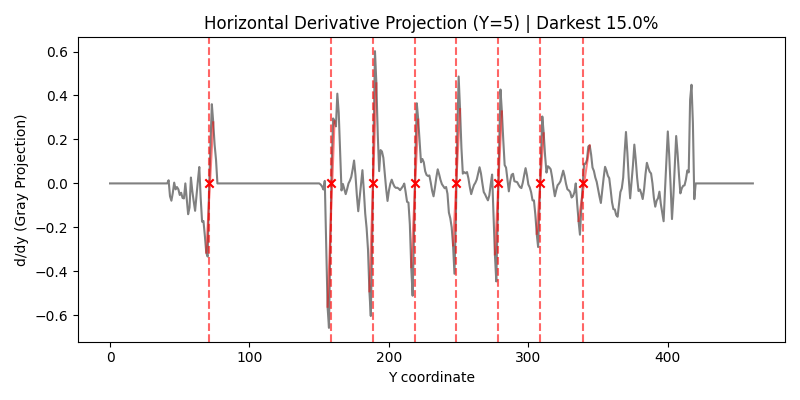 Horizontal Derivative Projection (Y=5) | Darkest 15.0%
d/dy (Gray Projection)
0.6
0.4
0.2
0.0
−0.2
−0.4
−0.6
0 100 200 300 400
Y coordinate